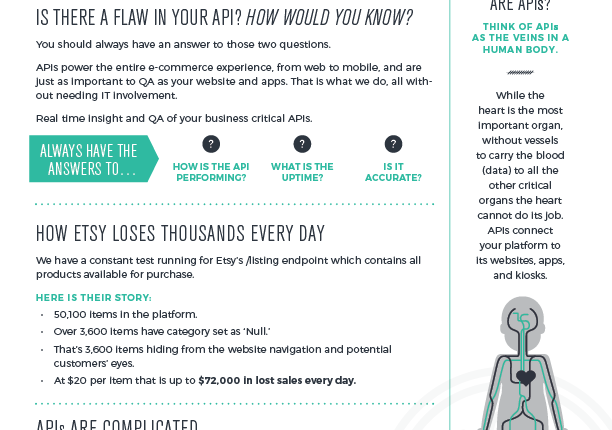 IS THERE A FLAW IN YOUR API? HOW WOULD YOU KNOW?
You should always have an answer to those two questions.
APIs power the entire e-commerce experience, from web to mobile, and are
just as important to QA as your website and apps. That is what we do, all with-
out needing IT involvement.
Real time insight and QA of your business critical APIs.
ALWAYS HAVE THE
ANSWERS TO...
?
HOW IS THE API
PERFORMING?
?
WHAT IS THE
UPTIME?
?
IS IT
ACCURATE?
HOW ETSY LOSES THOUSANDS EVERY DAY
We have a constant test running for Etsy's /listing endpoint which contains all
products available for purchase.
HERE IS THEIR STORY:
• 50,100 items in the platform.
• Over 3,600 items have category set as 'Null.'
• That's 3,600 items hiding from the website navigation and potential
customers' eyes.
• At $20 per item that is up to $72,000 in lost sales every day.
APIs ARE COMPLICATED
ARE APIs?
THINK OF APIs
AS THE VEINS IN A
HUMAN BODY.
While the
heart is the most
important organ,
without vessels
to carry the blood
(data) to all the
other critical
organs the heart
cannot do its job.
APIs connect
your platform to
its websites, apps,
and kiosks.